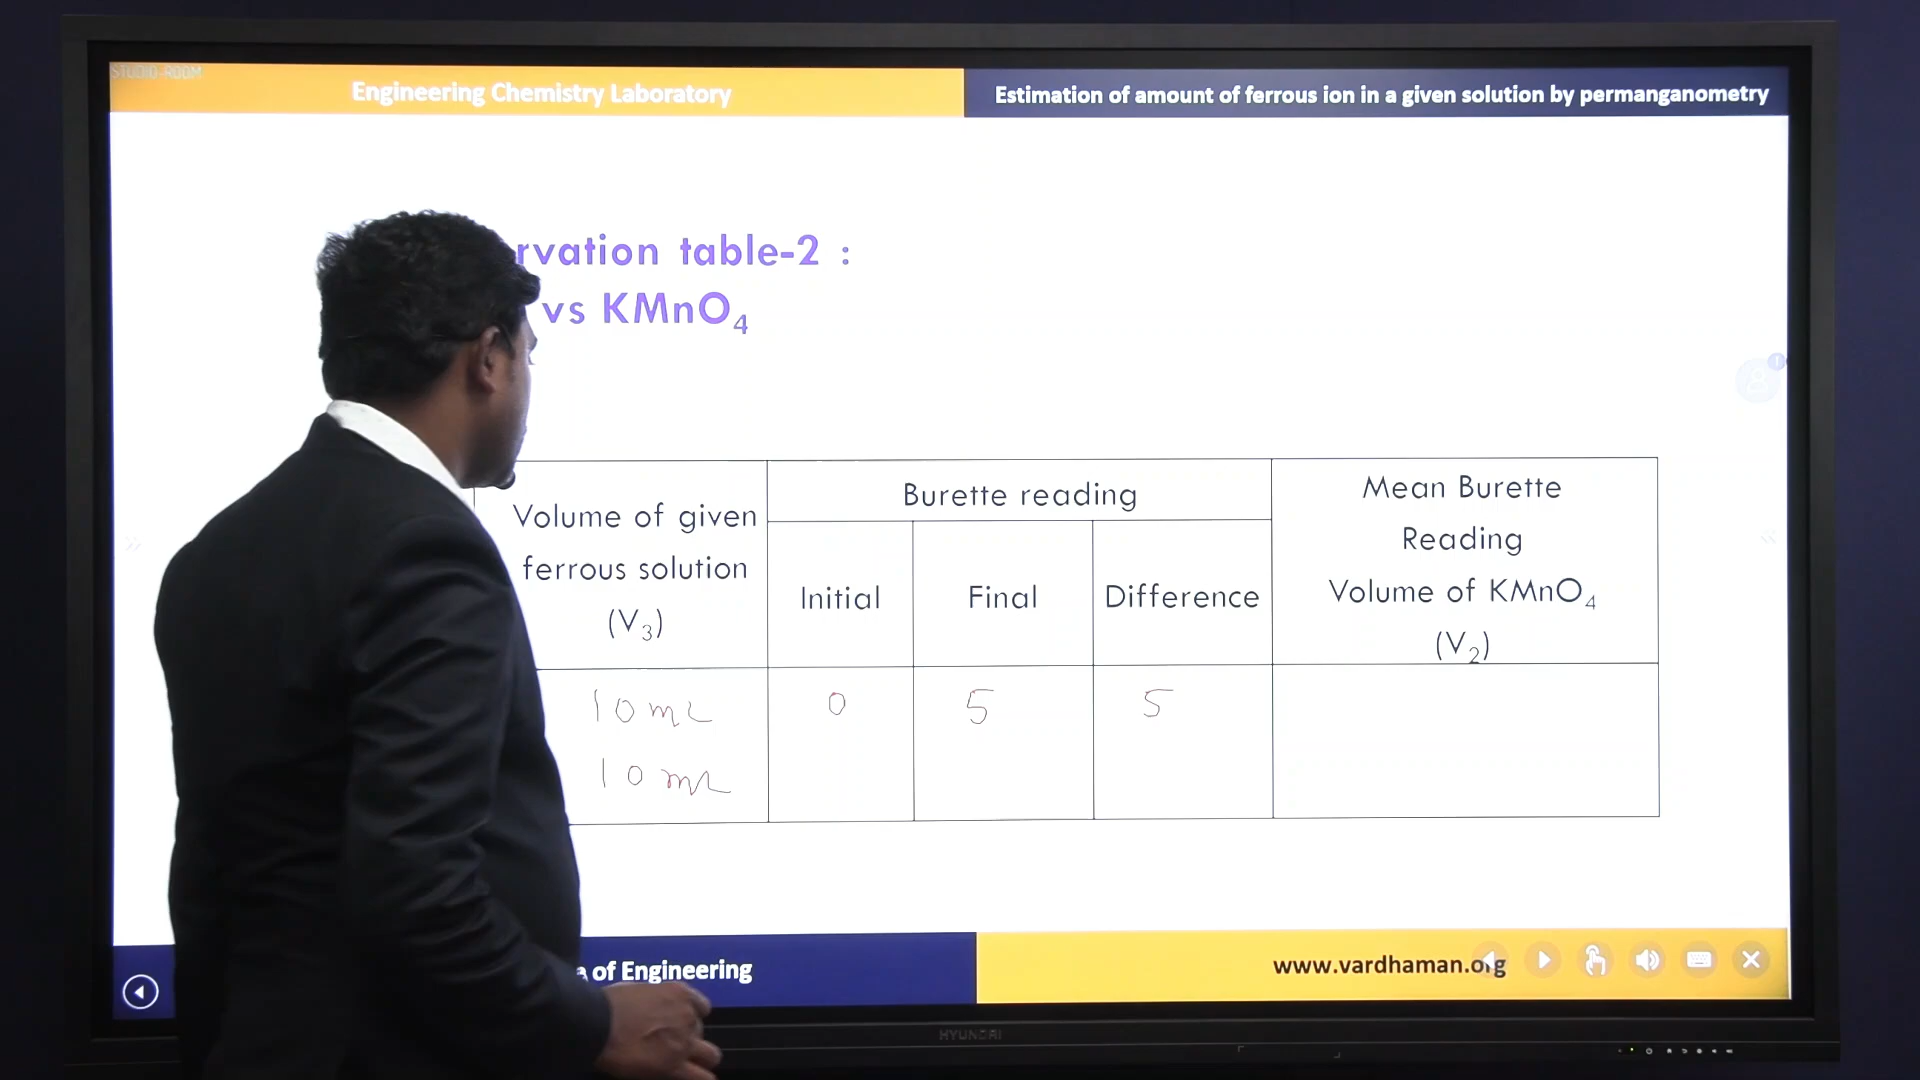 STUDIO-ROOM
Engineering Chemistry Laboratory
Estimation of amount of ferrous ion in a given solution by permanganometry
rvation table-2 :
vs KMnO₄
Volume of given
ferrous solution
(V₃)
Burette reading
Initial
Final
Difference
Mean Burette
Reading
Volume of KMnO₄
(V₂)
10 mL 0 5 5
10 mL
of Engineering
www.vardhaman.org
HYUNDAI